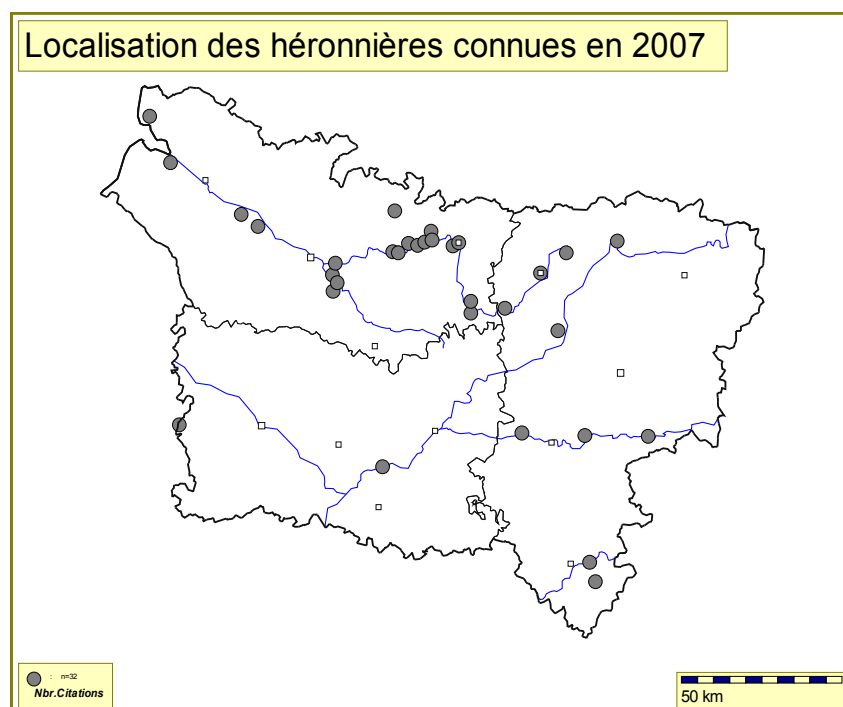 Localisation des héronnières connues en 2007
: n=32
Nbr.Citations
50 km